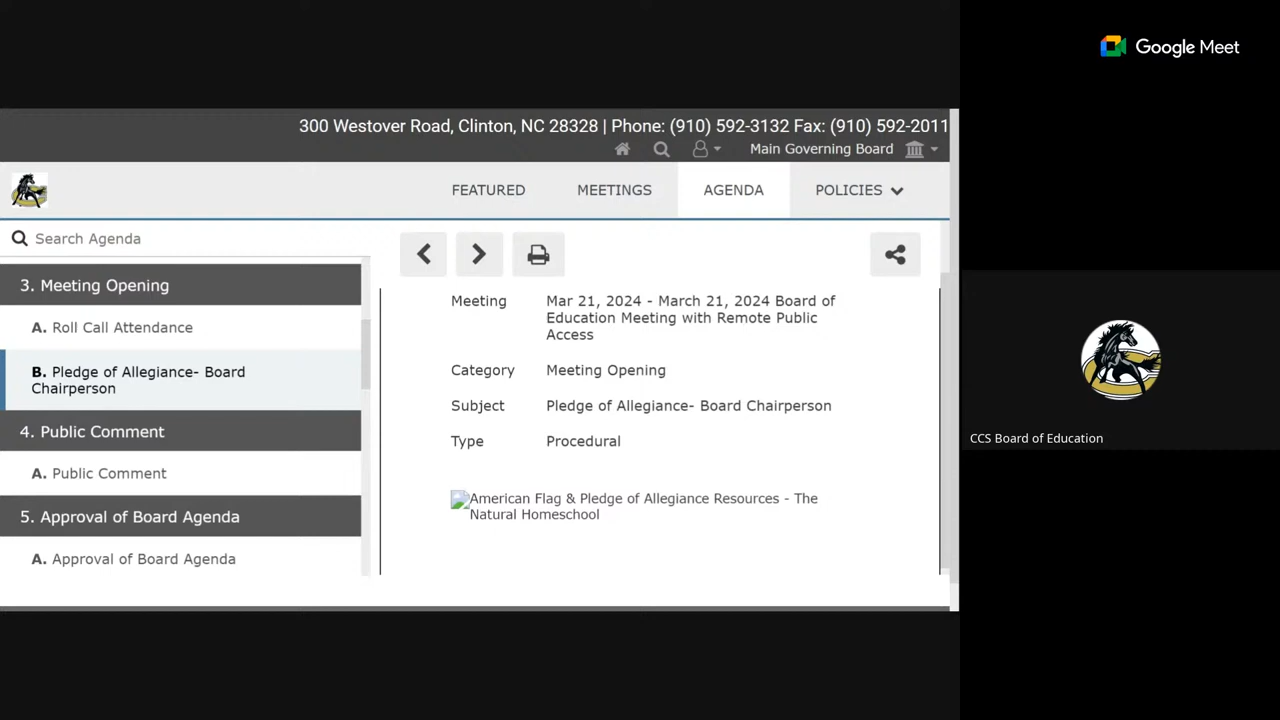 Google Meet
300 Westover Road, Clinton, NC 28328 | Phone: (910) 592-3132 Fax: (910) 592-2011
Main Governing Board
FEATURED
MEETINGS
AGENDA
POLICIES
Search Agenda
3. Meeting Opening
A. Roll Call Attendance
B. Pledge of Allegiance- Board
Chairperson
4. Public Comment
A. Public Comment
5. Approval of Board Agenda
A. Approval of Board Agenda
Meeting
Mar 21, 2024 - March 21, 2024 Board of
Education Meeting with Remote Public
Access
Category
Meeting Opening
Subject
Pledge of Allegiance- Board Chairperson
Type
Procedural
American Flag & Pledge of Allegiance Resources - The
Natural Homeschool
CCS Board of Education